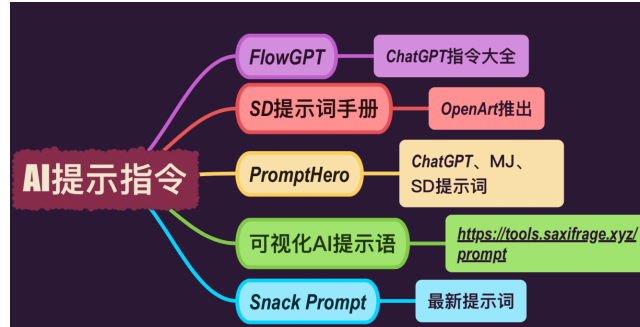 AI提示指令
FlowGPT
ChatGPT指令大全
SD提示词手册
OpenArt推出
PromptHero
ChatGPT、MJ、
SD提示词
可视化AI提示语
https://tools.saxifrage.xyz/
prompt
Snack Prompt
最新提示词